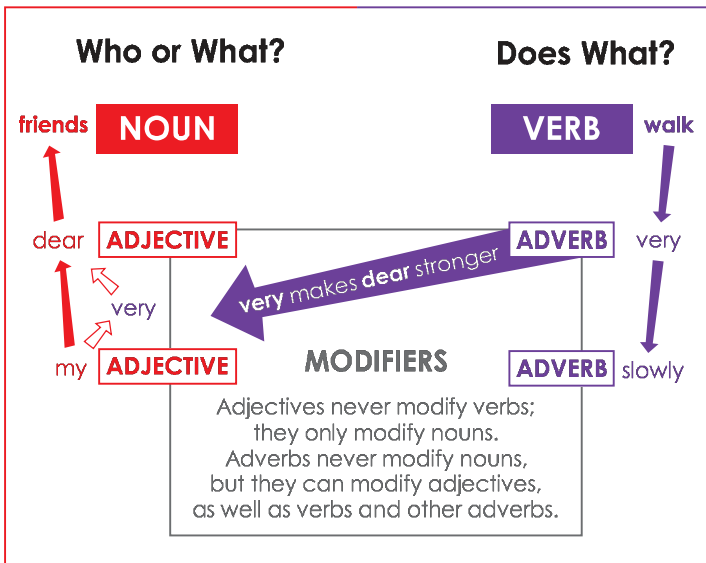 Who or What?
Does What?
friends NOUN
VERB walk
dear ADJECTIVE
ADVERB very
very makes dear stronger
very
my ADJECTIVE
MODIFIERS
ADVERB slowly
Adjectives never modify verbs;
they only modify nouns.
Adverbs never modify nouns,
but they can modify adjectives,
as well as verbs and other adverbs.